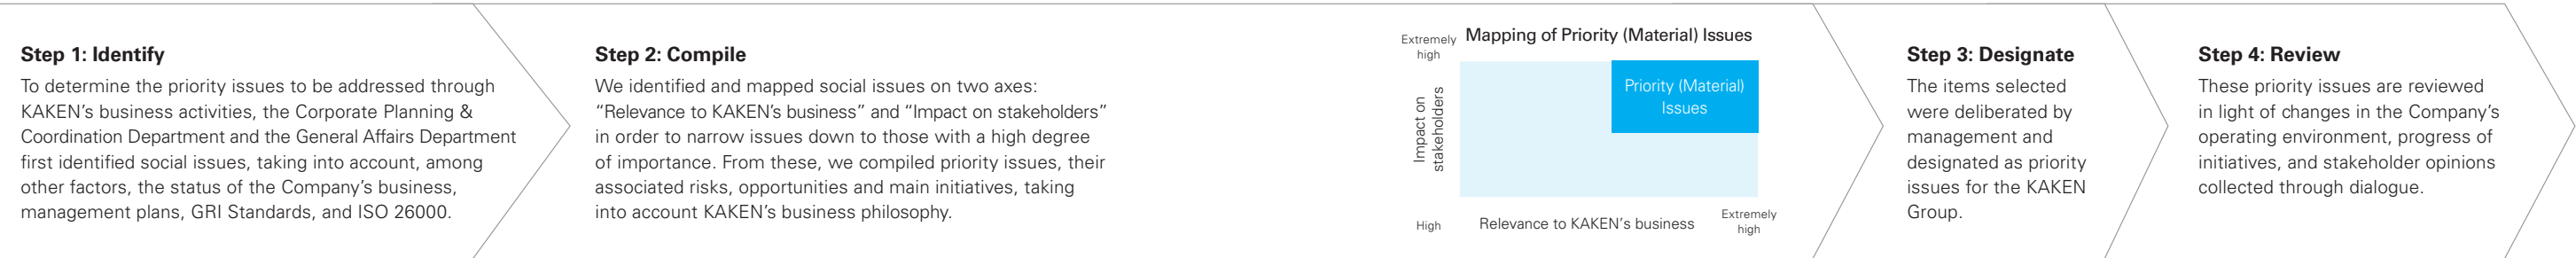 Step 1: Identify
To determine the priority issues to be addressed through
KAKEN's business activities, the Corporate Planning &
Coordination Department and the General Affairs Department
first identified social issues, taking into account, among
other factors, the status of the Company's business,
management plans, GRI Standards, and ISO 26000.
Step 2: Compile
We identified and mapped social issues on two axes:
“Relevance to KAKEN's business” and “Impact on stakeholders”
in order to narrow issues down to those with a high degree
of importance. From these, we compiled priority issues, their
associated risks, opportunities and main initiatives, taking
into account KAKEN's business philosophy.
Mapping of Priority (Material) Issues
Extremely
high
Impact on
stakeholders
Priority (Material)
Issues
High
Relevance to KAKEN's business
Extremely
high
Step 3: Designate
The items selected
were deliberated by
management and
designated as priority
issues for the KAKEN
Group.
Step 4: Review
These priority issues are reviewed
in light of changes in the Company's
operating environment, progress of
initiatives, and stakeholder opinions
collected through dialogue.